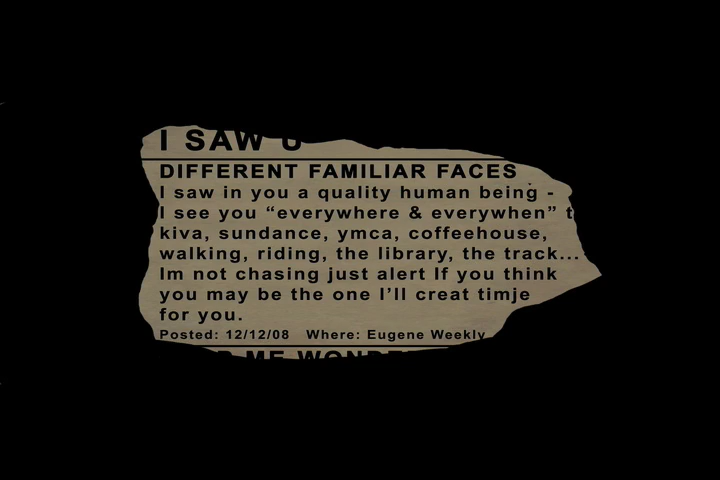 I SAW U
DIFFERENT FAMILIAR FACES
I saw in you a quality human being -
I see you “everywhere & everywhen” t
kiva, sundance, ymca, coffeehouse,
walking, riding, the library, the track...
Im not chasing just alert If you think
you may be the one I’ll creat timje
for you.
Posted: 12/12/08 Where: Eugene Weekly
ME